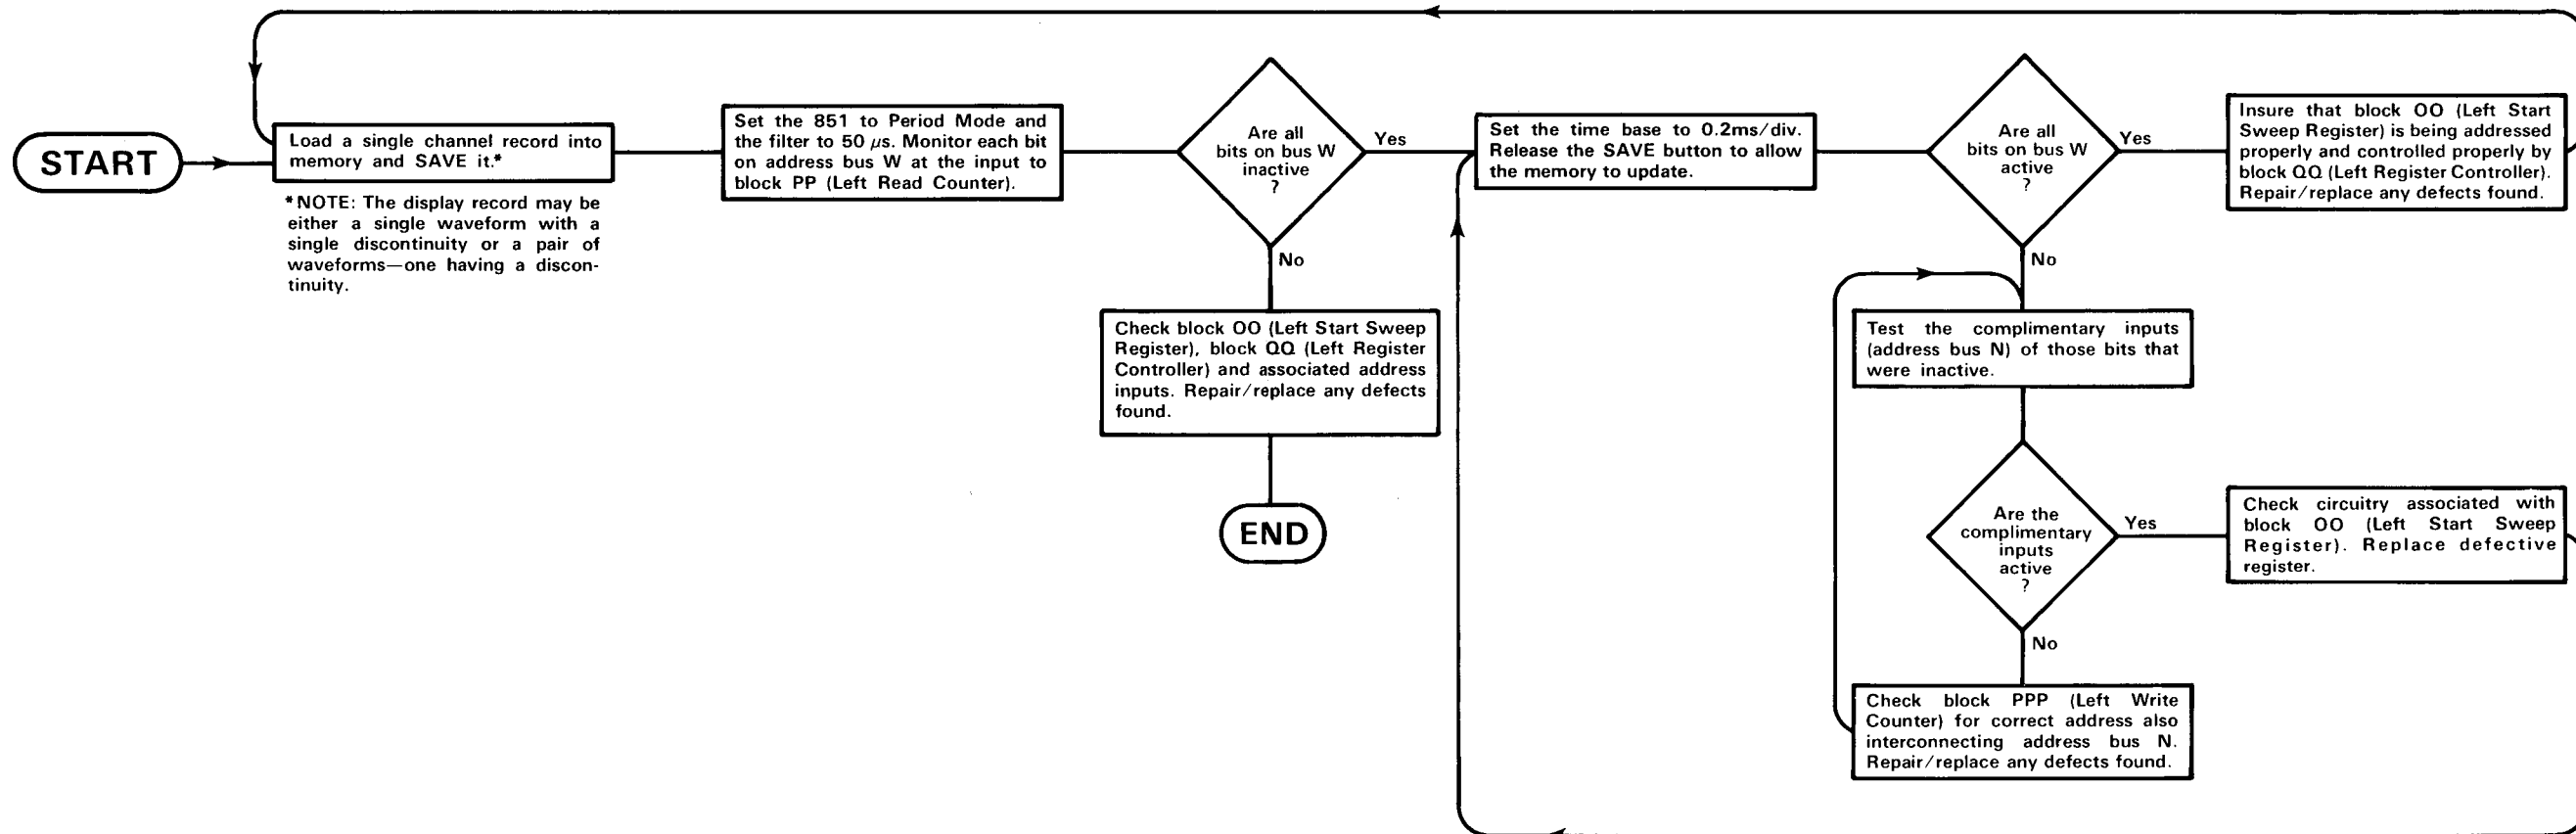 START
Load a single channel record into
memory and SAVE it.*
*NOTE: The display record may be
either a single waveform with a
single discontinuity or a pair of
waveforms—one having a discon-
tinuity.
Set the 851 to Period Mode and
the filter to 50 µs. Monitor each bit
on address bus W at the input to
block PP (Left Read Counter).
Are all
bits on bus W
inactive
?
Yes
No
Check block OO (Left Start Sweep
Register), block QQ (Left Register
Controller) and associated address
inputs. Repair/replace any defects
found.
END
Set the time base to 0.2ms/div.
Release the SAVE button to allow
the memory to update.
Are all
bits on bus W
active
?
Yes
Insure that block OO (Left Start
Sweep Register) is being addressed
properly and controlled properly by
block QQ (Left Register Controller).
Repair/replace any defects found.
No
Test the complimentary inputs
(address bus N) of those bits that
were inactive.
Are the
complimentary
inputs
active
?
Yes
Check circuitry associated with
block OO (Left Start Sweep
Register). Replace defective
register.
No
Check block PPP (Left Write
Counter) for correct address also
interconnecting address bus N.
Repair/replace any defects found.